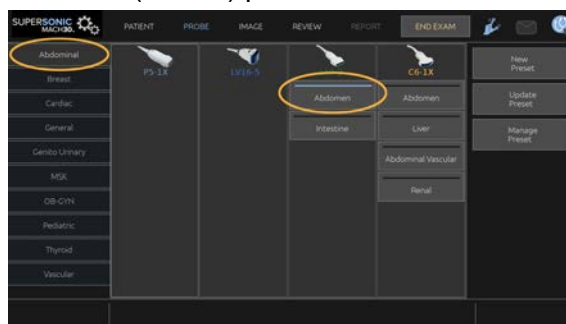 SUPERSONIC
MACH30.
PATIENT
PROBE
IMAGE
REVIEW
REPORT
END EXAM
Abdominal
Breast
Cardiac
General
Genito Urinary
MSK
OB-GYN
Pediatric
Thyroid
Vascular
P5-1X
LV16-5
C6-1X
Abdomen
Intestine
Abdomen
Liver
Abdominal Vascular
Renal
New
Preset
Update
Preset
Manage
Preset